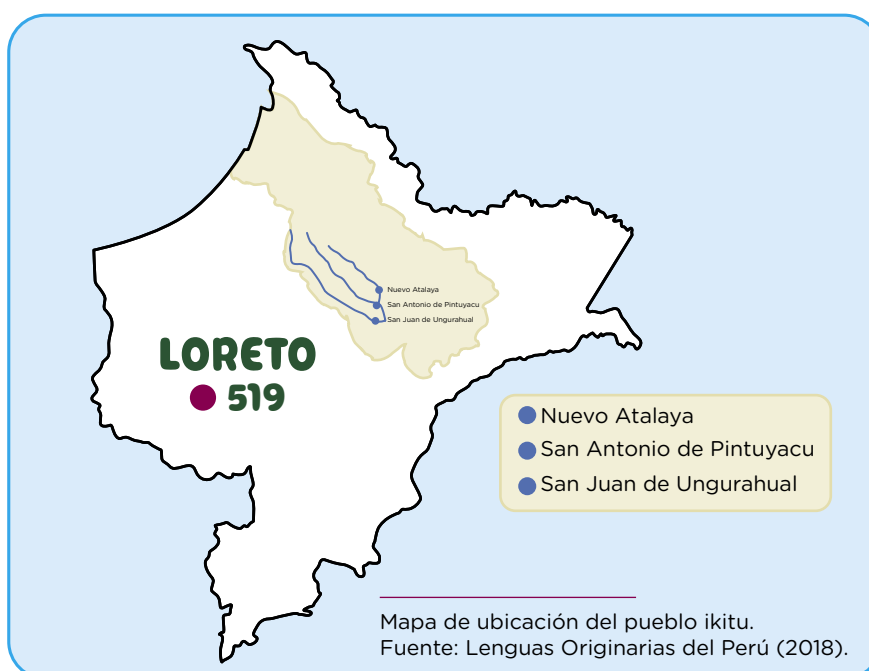 Nuevo Atalaya
San Antonio de Pintuyacu
San Juan de Ungurahual
LORETO
519
Nuevo Atalaya
San Antonio de Pintuyacu
San Juan de Ungurahual
Mapa de ubicación del pueblo ikitu.
Fuente: Lenguas Originarias del Perú (2018).